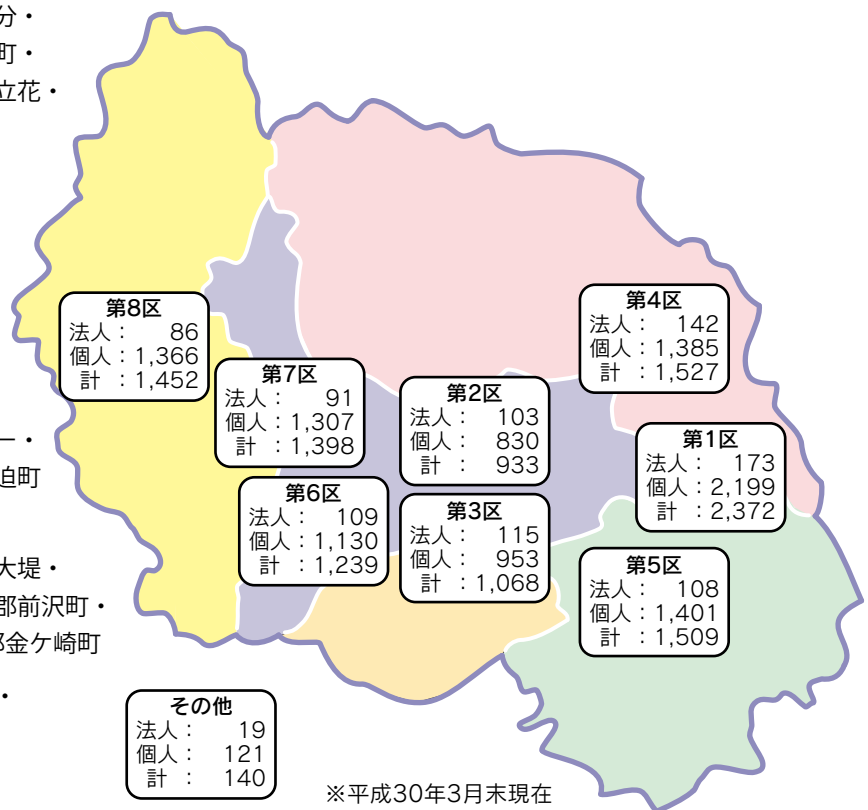 分・
町・
立花・
ー・
迫町
大堤・
郡前沢町・
郡金ケ崎町
・
第8区
法人： 86
個人：1,366
計 ：1,452
第7区
法人： 91
個人：1,307
計 ：1,398
第2区
法人： 103
個人： 830
計 ： 933
第4区
法人： 142
個人：1,385
計 ：1,527
第1区
法人： 173
個人：2,199
計 ：2,372
第6区
法人： 109
個人：1,130
計 ：1,239
第3区
法人： 115
個人： 953
計 ：1,068
第5区
法人： 108
個人：1,401
計 ：1,509
その他
法人： 19
個人： 121
計 ： 140
※平成30年3月末現在